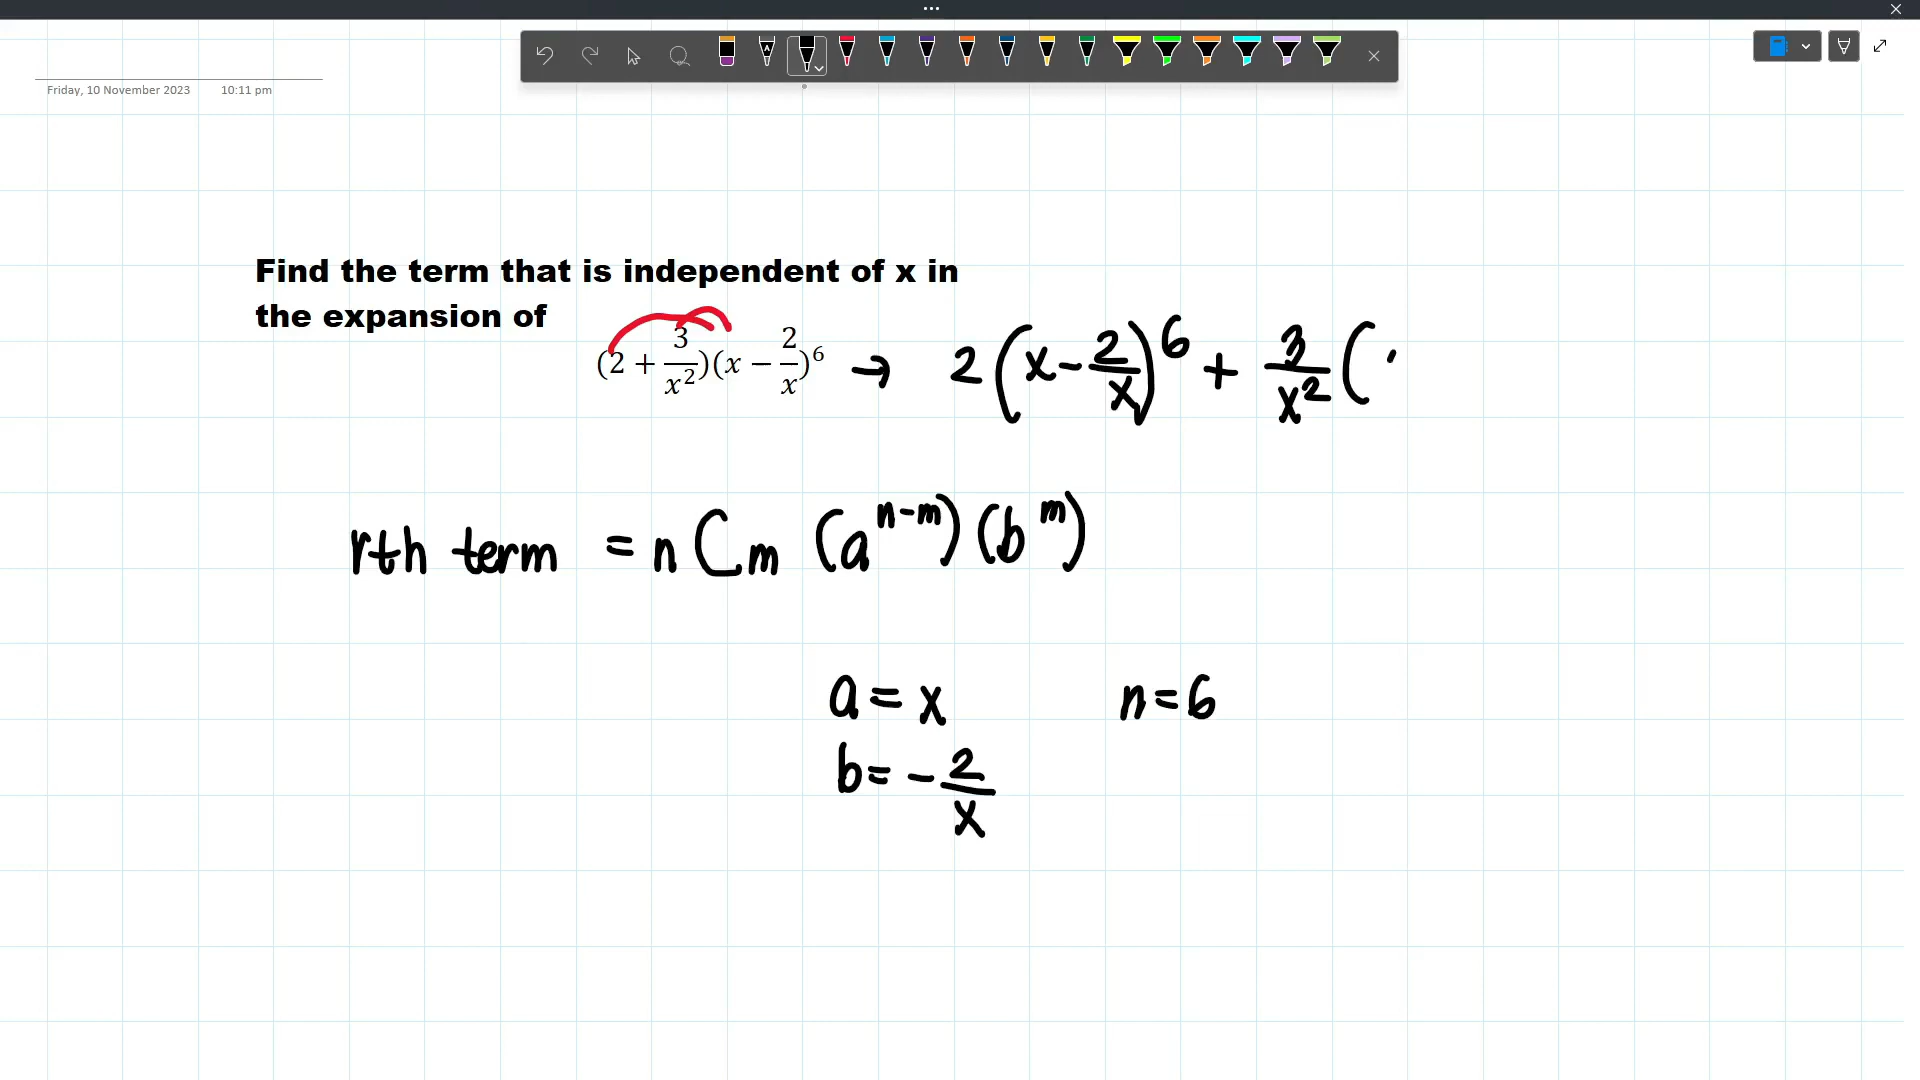 Friday, 10 November 2023 10:11 pm
Find the term that is independent of x in
the expansion of
(2 + 3/x²)(x − 2/x)⁶ → 2(x - 2/x)⁶ + 3/x² (
rth term = nCm (a^n-m)(b^m)
a = x n = 6
b = - 2/x